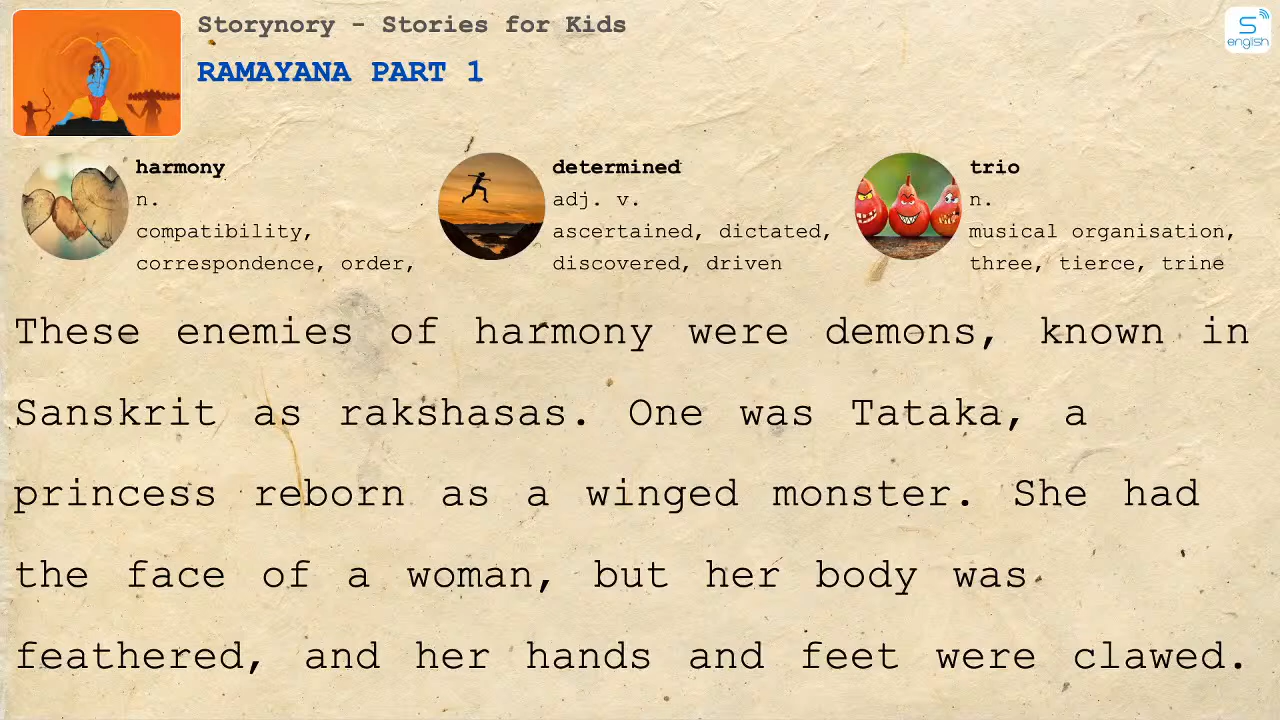 Storynory - Stories for Kids
RAMAYANA PART 1
S
english
harmony
n.
compatibility,
correspondence, order,
determined
adj. v.
ascertained, dictated,
discovered, driven
trio
n.
musical organisation,
three, tierce, trine
These enemies of harmony were demons, known in
Sanskrit as rakshasas. One was Tataka, a
princess reborn as a winged monster. She had
the face of a woman, but her body was
feathered, and her hands and feet were clawed.